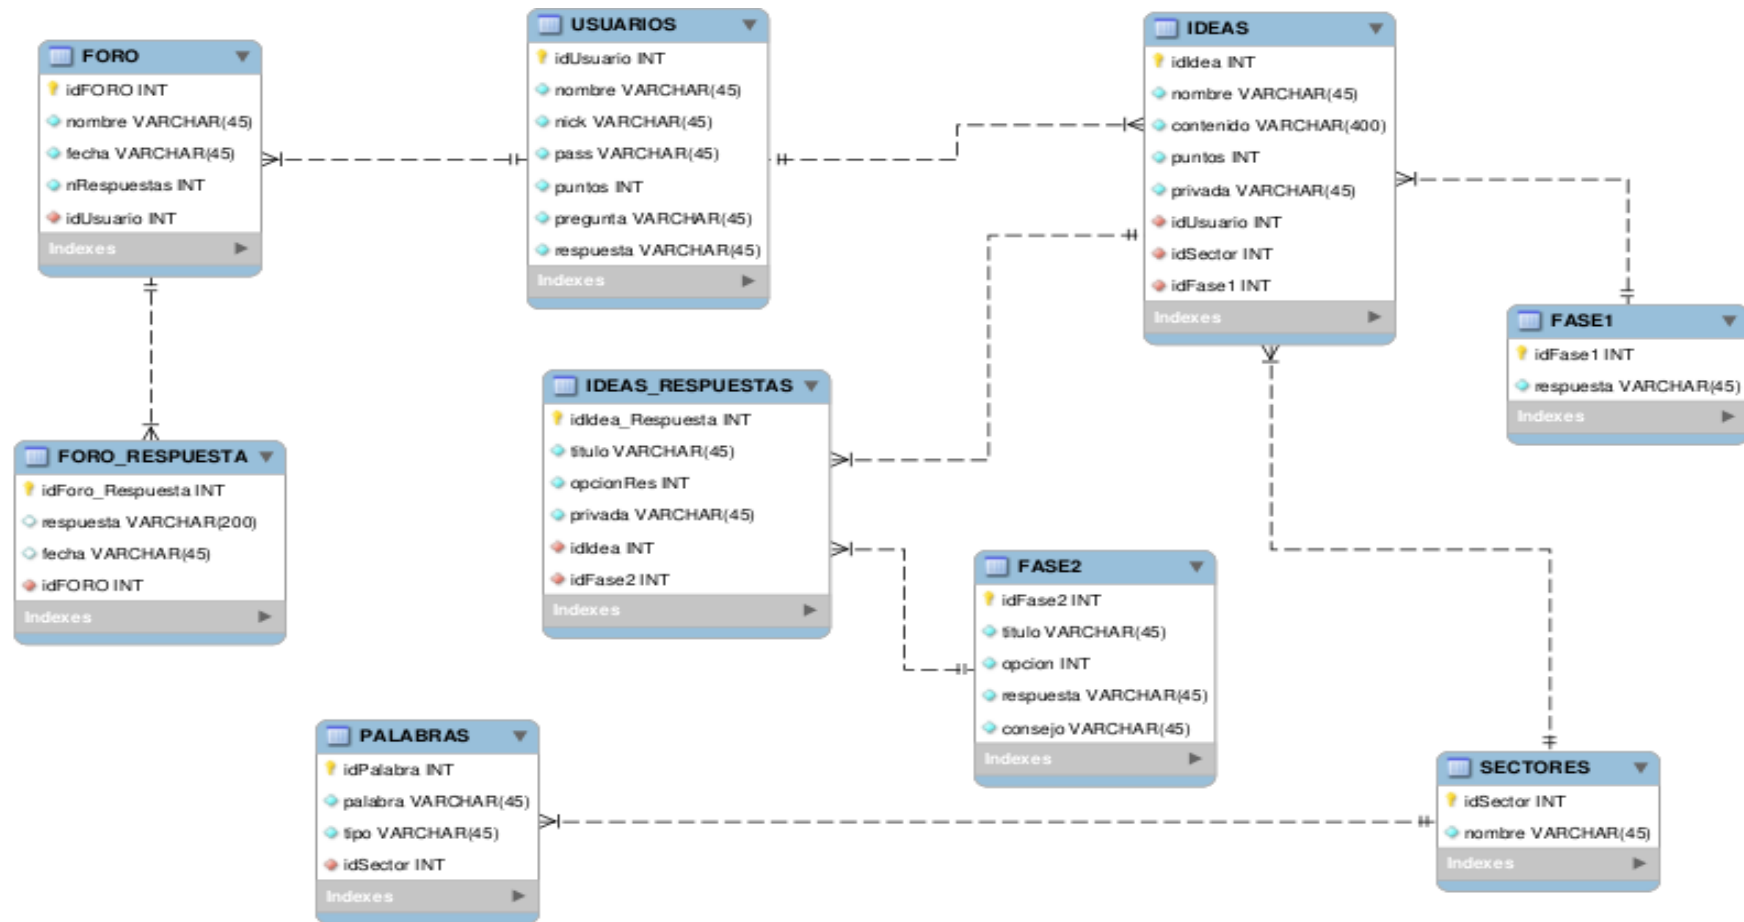 FORO
idFORO INT
nombre VARCHAR(45)
fecha VARCHAR(45)
nRespuestas INT
idUsuario INT
Indexes
USUARIOS
idUsuario INT
nombre VARCHAR(45)
nick VARCHAR(45)
pass VARCHAR(45)
puntos INT
pregunta VARCHAR(45)
respuesta VARCHAR(45)
Indexes
IDEAS
idIdea INT
nombre VARCHAR(45)
contenido VARCHAR(400)
puntos INT
privada VARCHAR(45)
idUsuario INT
idSector INT
idFase1 INT
Indexes
FASE1
idFase1 INT
respuesta VARCHAR(45)
Indexes
IDEAS_RESPUESTAS
idIdea_Respuesta INT
titulo VARCHAR(45)
opcionRes INT
privada VARCHAR(45)
idIdea INT
idFase2 INT
Indexes
FORO_RESPUESTA
idForo_Respuesta INT
respuesta VARCHAR(200)
fecha VARCHAR(45)
idFORO INT
Indexes
FASE2
idFase2 INT
titulo VARCHAR(45)
opcion INT
respuesta VARCHAR(45)
consejo VARCHAR(45)
Indexes
PALABRAS
idPalabra INT
palabra VARCHAR(45)
tipo VARCHAR(45)
idSector INT
Indexes
SECTORES
idSector INT
nombre VARCHAR(45)
Indexes